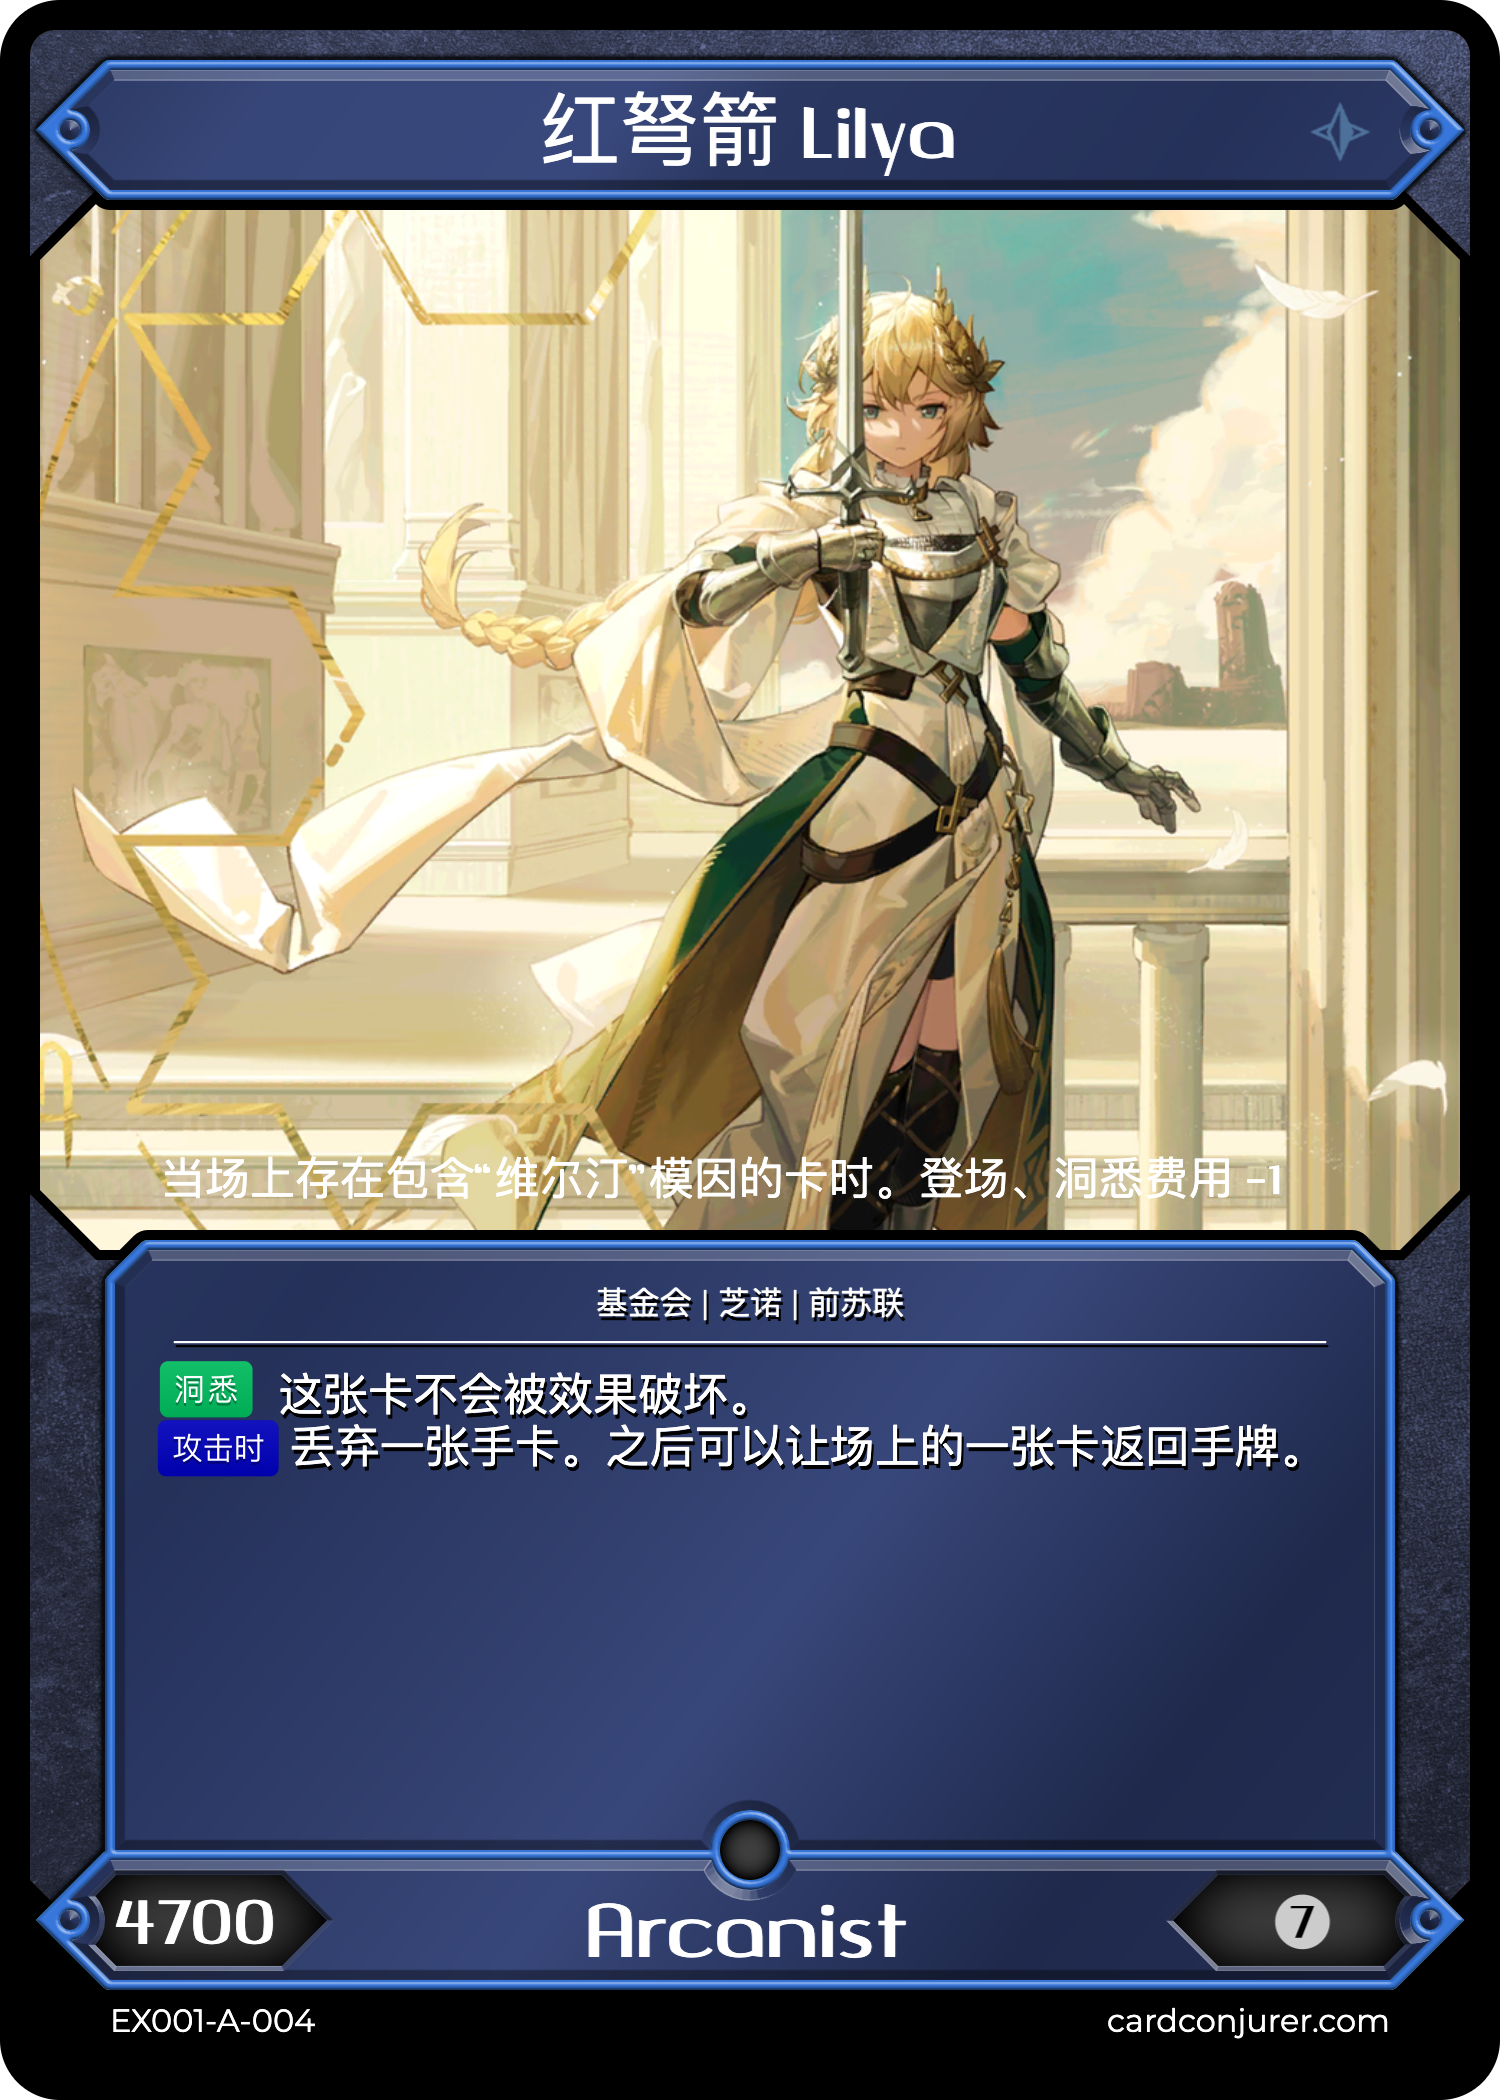 红弩箭 Lilya
当场上存在包含“维尔汀”模因的卡时。登场、洞悉费用 -1
基金会 | 芝诺 | 前苏联
洞悉 这张卡不会被效果破坏。
攻击时 丢弃一张手卡。之后可以让场上的一张卡返回手牌。
4700 Arcanist 7
EX001-A-004 cardconjurer.com